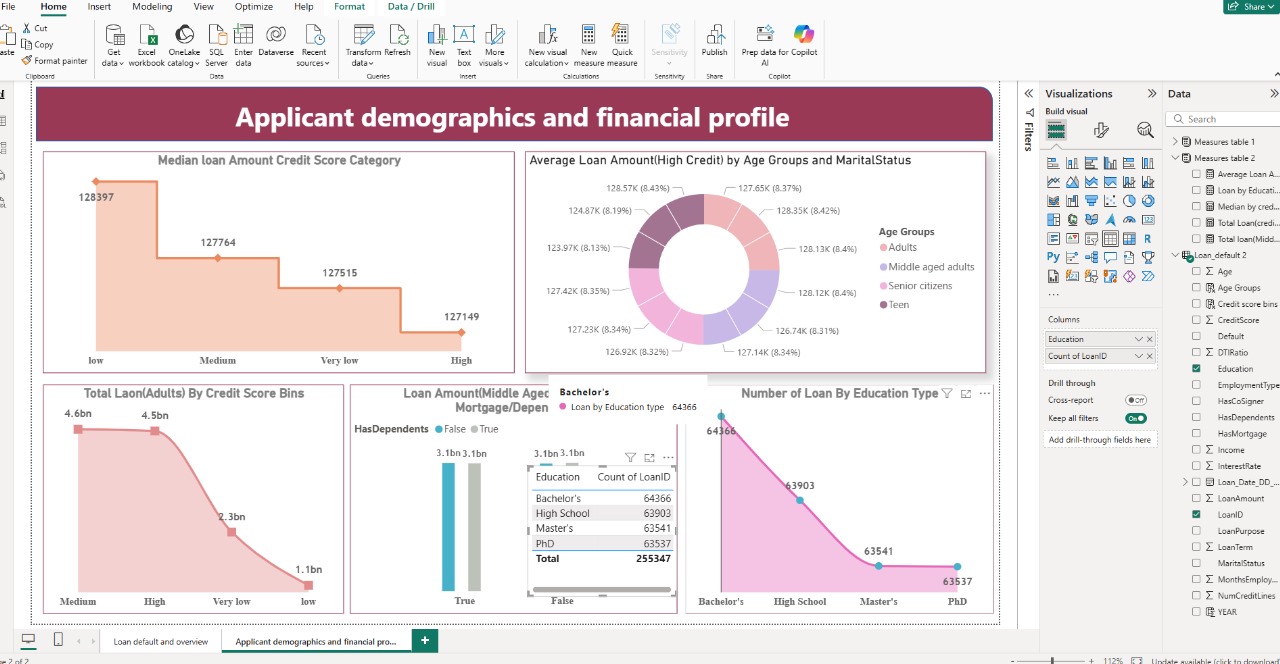 File Home Insert Modeling View Optimize Help Format Data / Drill Share
Cut
Copy
Format painter
Clipboard
Get data
Excel workbook
OneLake catalog
SQL Server
Enter data
Dataverse
Recent sources
Data
Transform data
Refresh
Queries
New visual
Text box
More visuals
Insert
New visual calculation
New measure
Quick measure
Calculations
Sensitivity
Sensitivity
Publish
Share
Prep data for AI
Copilot
Copilot
Applicant demographics and financial profile
Median loan Amount Credit Score Category
128397
127764
127515
127149
low Medium Very low High
Average Loan Amount(High Credit) by Age Groups and MaritalStatus
128.57K (8.43%)
127.65K (8.37%)
124.87K (8.19%)
128.35K (8.42%)
123.97K (8.13%)
128.13K (8.4%)
127.42K (8.35%)
128.12K (8.4%)
127.23K (8.34%)
126.74K (8.31%)
126.92K (8.32%)
127.14K (8.34%)
Age Groups
Adults
Middle aged adults
Senior citizens
Teen
Total Laon(Adults) By Credit Score Bins
4.6bn
4.5bn
2.3bn
1.1bn
Medium High Very low low
Loan Amount(Middle Aged
Mortgage/Depen
HasDependents False True
3.1bn 3.1bn
3.1bn 3.1bn
True False
Bachelor's
Loan by Education type 64366
Education Count of LoanID
Bachelor's 64366
High School 63903
Master's 63541
PhD 63537
Total 255347
Number of Loan By Education Type
64366
63903
63541
63537
Bachelor's High School Master's PhD
Filters
Visualizations
Build visual
Columns
Education
Count of LoanID
Drill through
Cross-report Off
Keep all filters On
Add drill-through fields here
Data
Search
Measures table 1
Measures table 2
Average Loan A...
Loan by Educati...
Median by cred...
Total Loan(credi...
Total loan(Midd...
Loan_default 2
Age
Age Groups
Credit score bins
CreditScore
Default
DTIRatio
Education
EmploymentType
HasCoSigner
HasDependents
HasMortgage
Income
InterestRate
Loan_Date_DD_...
LoanAmount
LoanID
LoanPurpose
LoanTerm
MaritalStatus
MonthsEmploy...
NumCreditLines
YEAR
Loan default and overview
Applicant demographics and financial pro...
2 of 2
112%
Update available (click to download